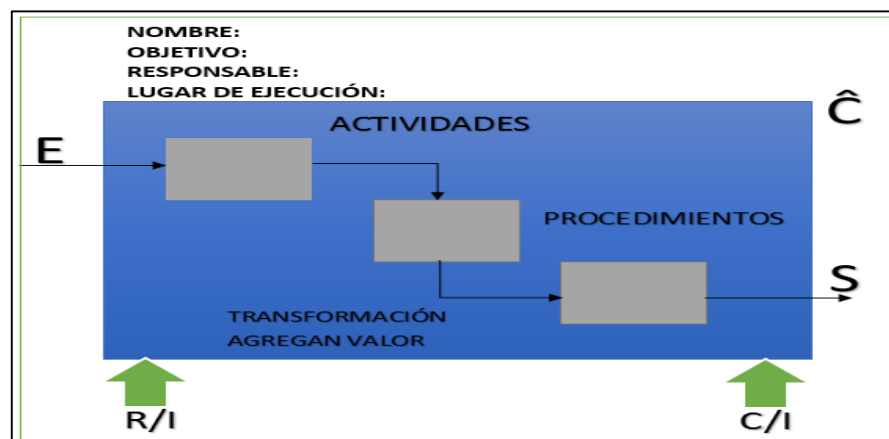 NOMBRE:
OBJETIVO:
RESPONSABLE:
LUGAR DE EJECUCIÓN:
ACTIVIDADES
Ĉ
E
PROCEDIMIENTOS
S
TRANSFORMACIÓN
AGREGAN VALOR
R/I
C/I